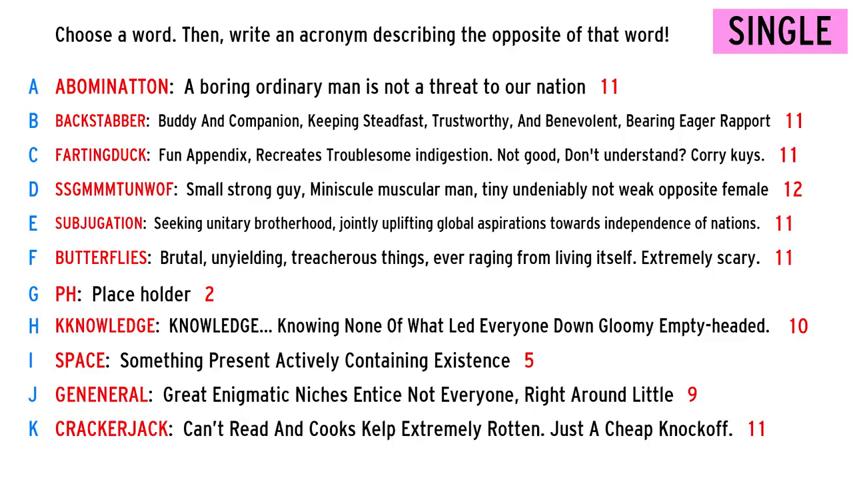 Choose a word. Then, write an acronym describing the opposite of that word!
SINGLE
A ABOMINATTON: A boring ordinary man is not a threat to our nation 11
B BACKSTABBER: Buddy And Companion, Keeping Steadfast, Trustworthy, And Benevolent, Bearing Eager Rapport 11
C FARTINGDUCK: Fun Appendix, Recreates Troublesome indigestion. Not good, Don't understand? Corry kuys. 11
D SSGMMMTUNWOF: Small strong guy, Miniscule muscular man, tiny undeniably not weak opposite female 12
E SUBJUGATION: Seeking unitary brotherhood, jointly uplifting global aspirations towards independence of nations. 11
F BUTTERFLIES: Brutal, unyielding, treacherous things, ever raging from living itself. Extremely scary. 11
G PH: Place holder 2
H KKNOWLEDGE: KNOWLEDGE... Knowing None Of What Led Everyone Down Gloomy Empty-headed. 10
I SPACE: Something Present Actively Containing Existence 5
J GENENERAL: Great Enigmatic Niches Entice Not Everyone, Right Around Little 9
K CRACKERJACK: Can't Read And Cooks Kelp Extremely Rotten. Just A Cheap Knockoff. 11